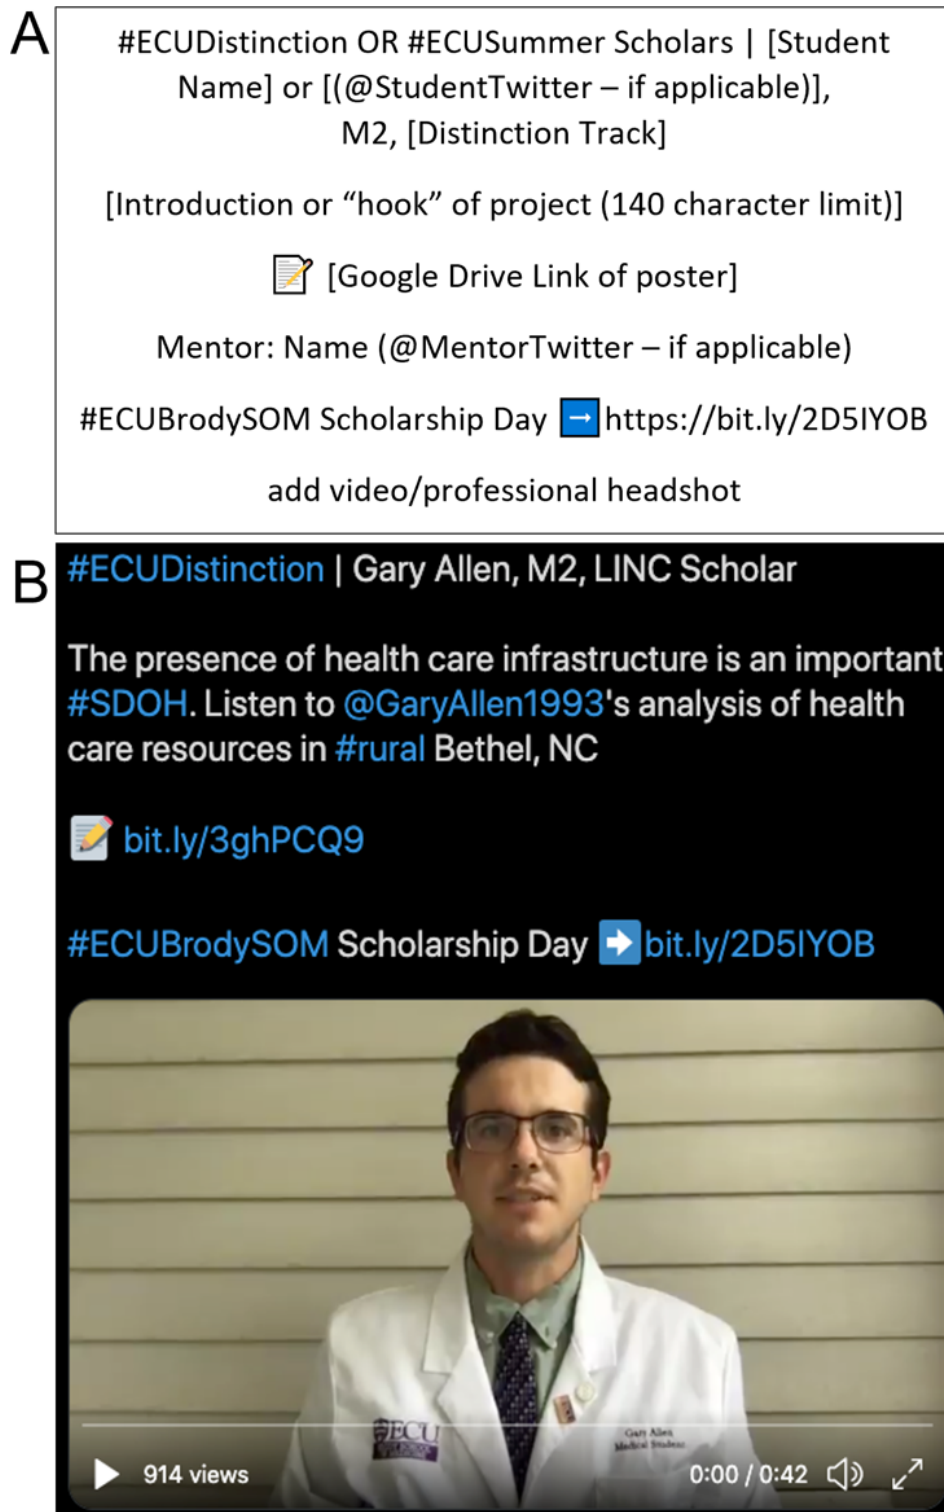 A
#ECUDistinction OR #ECUSummer Scholars | [Student
Name] or [(@StudentTwitter – if applicable)],
M2, [Distinction Track]
[Introduction or “hook” of project (140 character limit)]
📝 [Google Drive Link of poster]
Mentor: Name (@MentorTwitter – if applicable)
#ECUBrodySOM Scholarship Day ➡️ https://bit.ly/2D5IYOB
add video/professional headshot
B
#ECUDistinction | Gary Allen, M2, LINC Scholar
The presence of health care infrastructure is an important
#SDOH. Listen to @GaryAllen1993's analysis of health
care resources in #rural Bethel, NC
📝 bit.ly/3ghPCQ9
#ECUBrodySOM Scholarship Day ➡️ bit.ly/2D5IYOB
ECU
Gary Allen
Medical Student
914 views
0:00 / 0:42